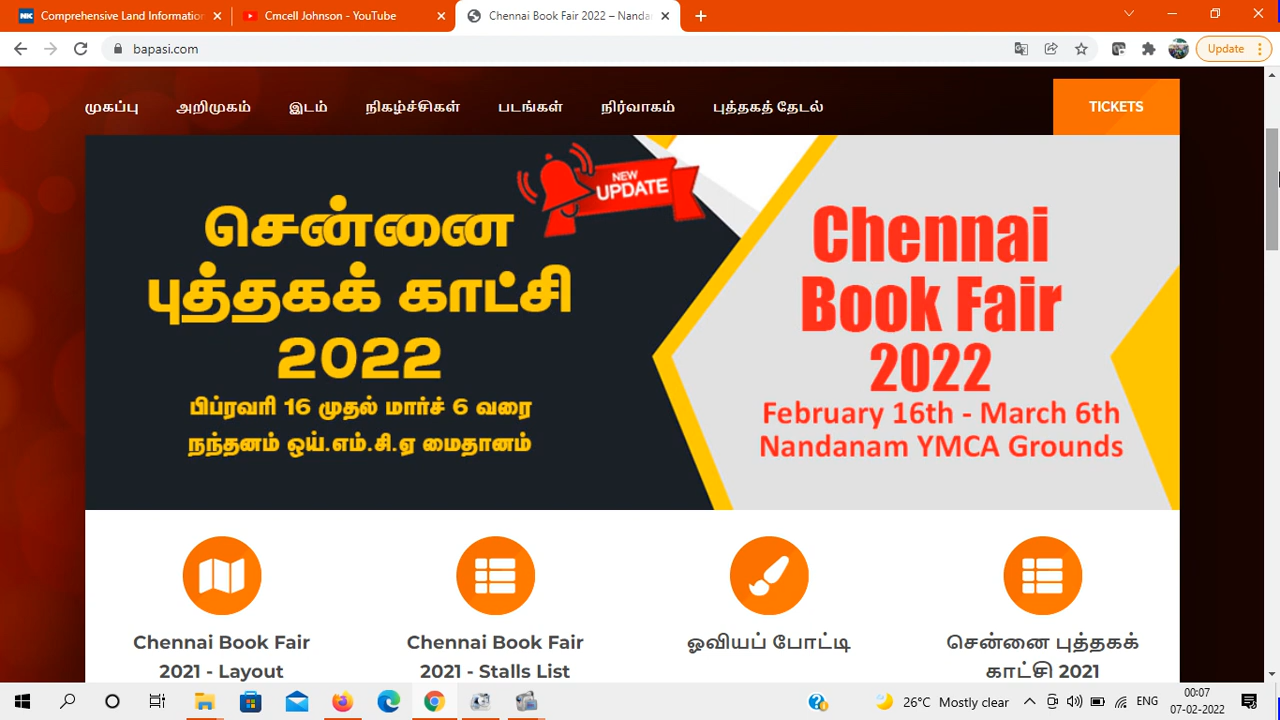 Comprehensive Land Information
Cmcell Johnson - YouTube
Chennai Book Fair 2022 – Nandan
bapasi.com
Update
முகப்பு
அறிமுகம்
இடம்
நிகழ்ச்சிகள்
படங்கள்
நிர்வாகம்
புத்தகத் தேடல்
TICKETS
NEW
UPDATE
சென்னை
புத்தகக் காட்சி
2022
பிப்ரவரி 16 முதல் மார்ச் 6 வரை
நந்தனம் ஒய்.எம்.சி.ஏ மைதானம்
Chennai
Book Fair
2022
February 16th - March 6th
Nandanam YMCA Grounds
Chennai Book Fair
2021 - Layout
Chennai Book Fair
2021 - Stalls List
ஓவியப் போட்டி
சென்னை புத்தகக்
காட்சி 2021
26°C Mostly clear
ENG
00:07
07-02-2022